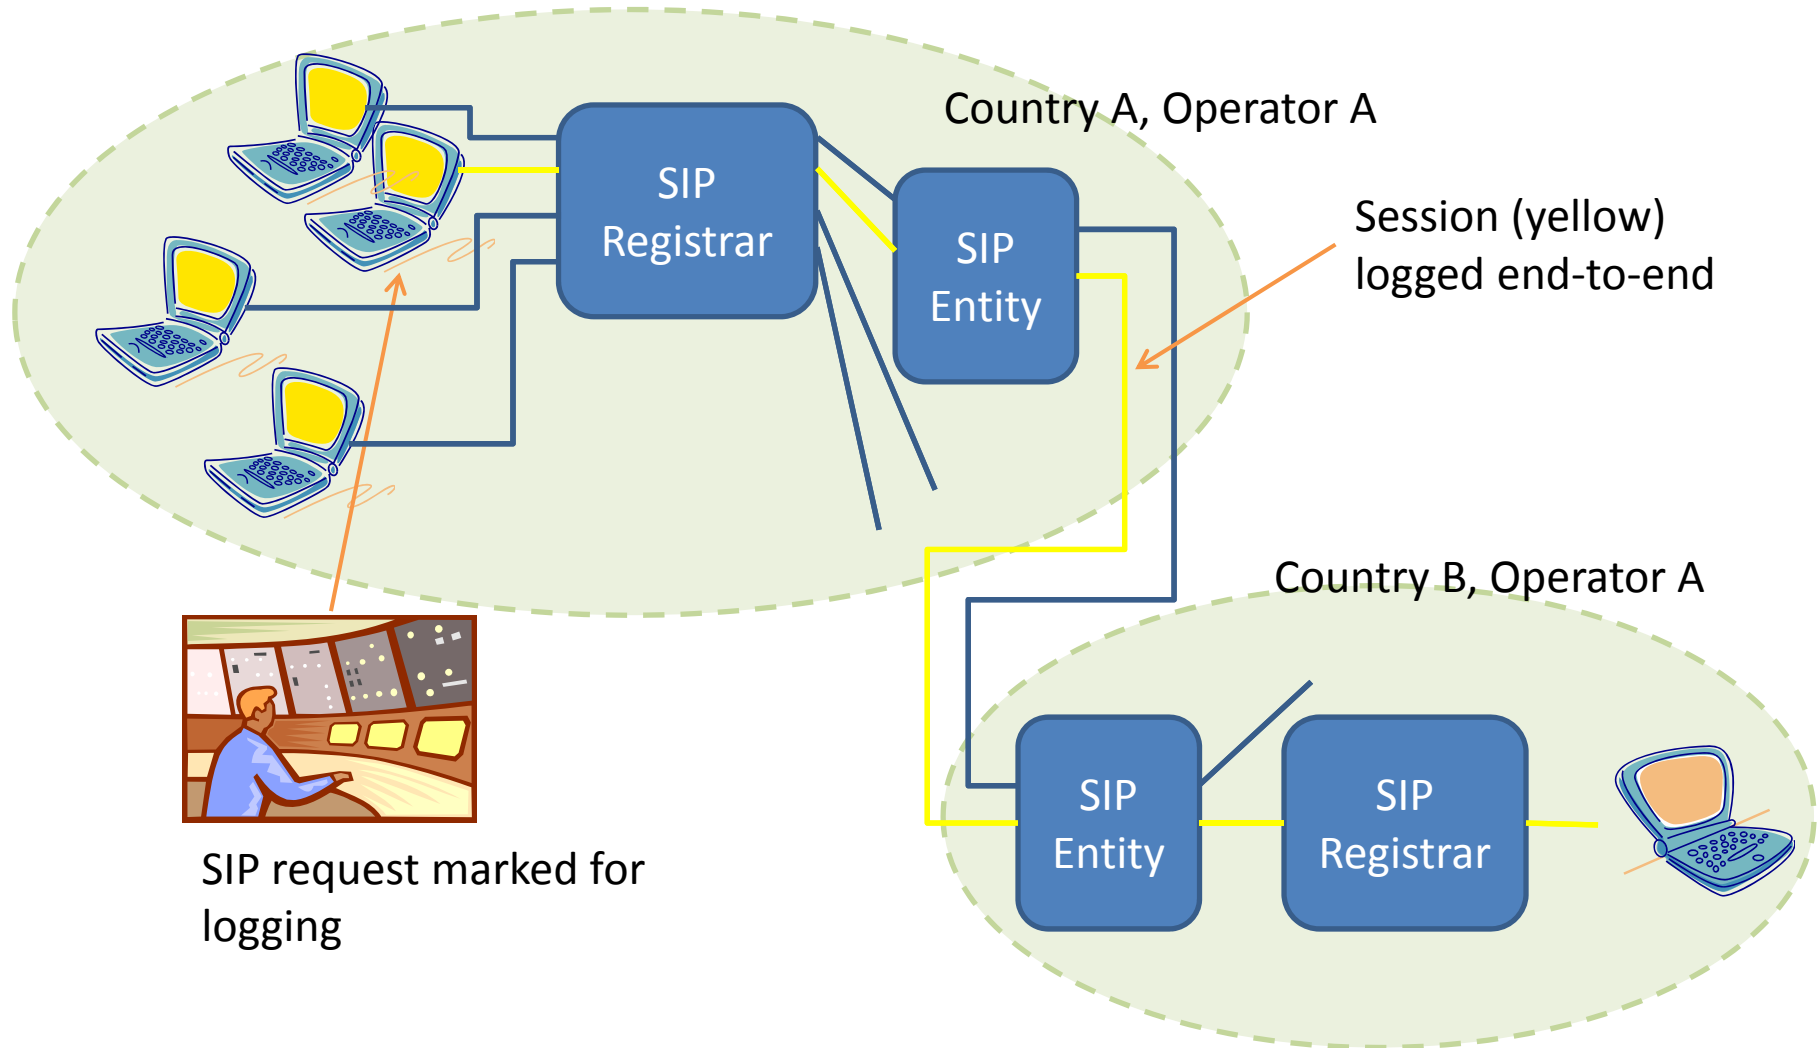 Country A, Operator A
SIP
Registrar
SIP
Entity
Session (yellow)
logged end-to-end
Country B, Operator A
SIP
Entity
SIP
Registrar
SIP request marked for
logging